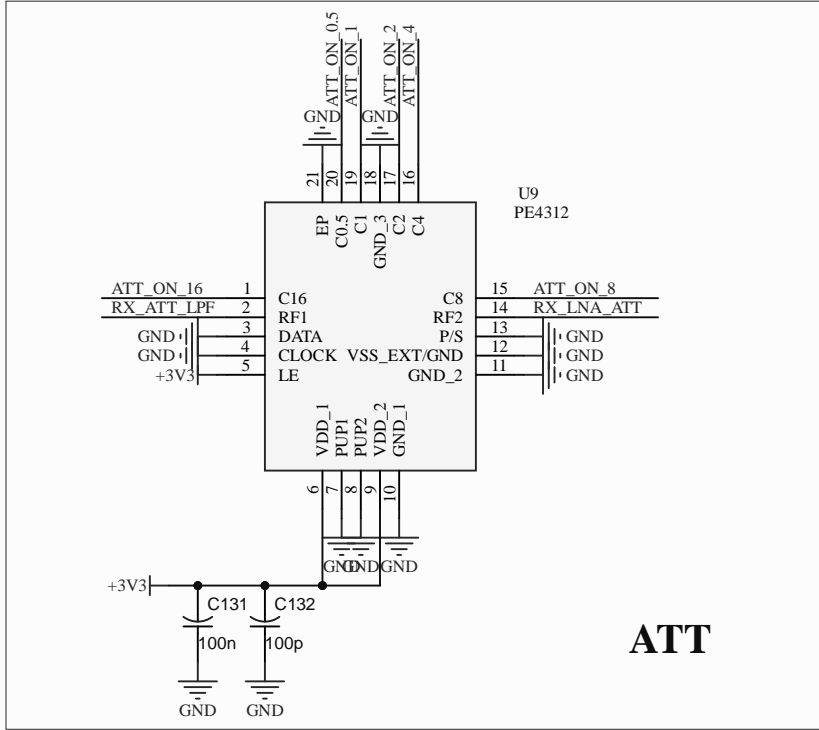 ATT_ON_0.5
ATT_ON_1
ATT_ON_2
ATT_ON_4
GND
GND
21
20
19
18
17
16
U9
PE4312
EP
C0.5
C1
GND_3
C2
C4
ATT_ON_16 1 C16 C8 15 ATT_ON_8
RX_ATT_LPF 2 RF1 RF2 14 RX_LNA_ATT
GND 3 DATA P/S 13 GND
GND 4 CLOCK VSS_EXT/GND 12 GND
+3V3 5 LE GND_2 11 GND
VDD_1
PUP1
PUP2
VDD_2
GND_1
6
7
8
9
10
GND GND GND
+3V3
C131 C132
100n 100p
GND GND
ATT